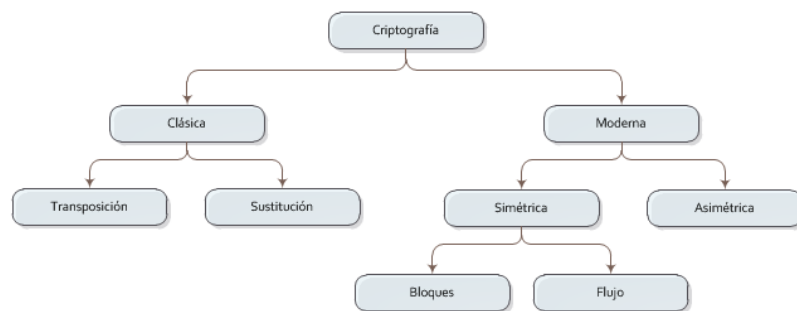 Criptografía
Clásica
Moderna
Transposición
Sustitución
Simétrica
Asimétrica
Bloques
Flujo